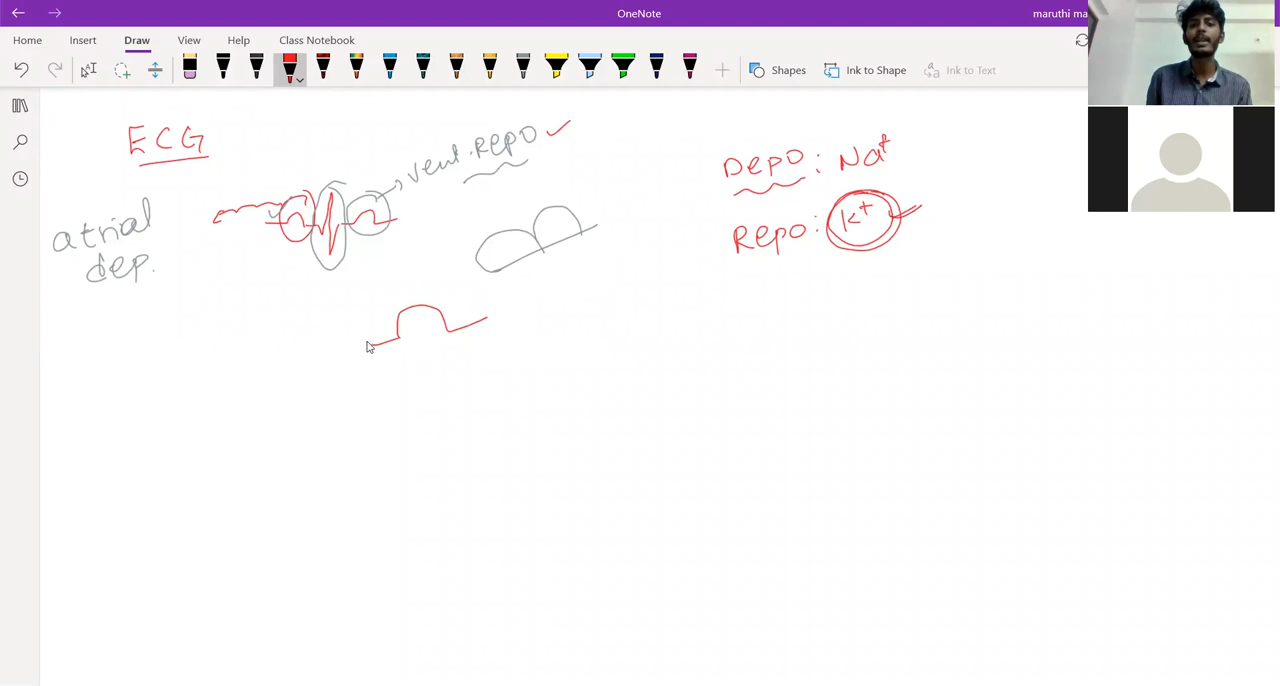 OneNote
maruthi ma
Home Insert Draw View Help Class Notebook
Shapes Ink to Shape Ink to Text
ECG
vent. Repo
atrial
dep.
Depo: Na+
Repo: K+